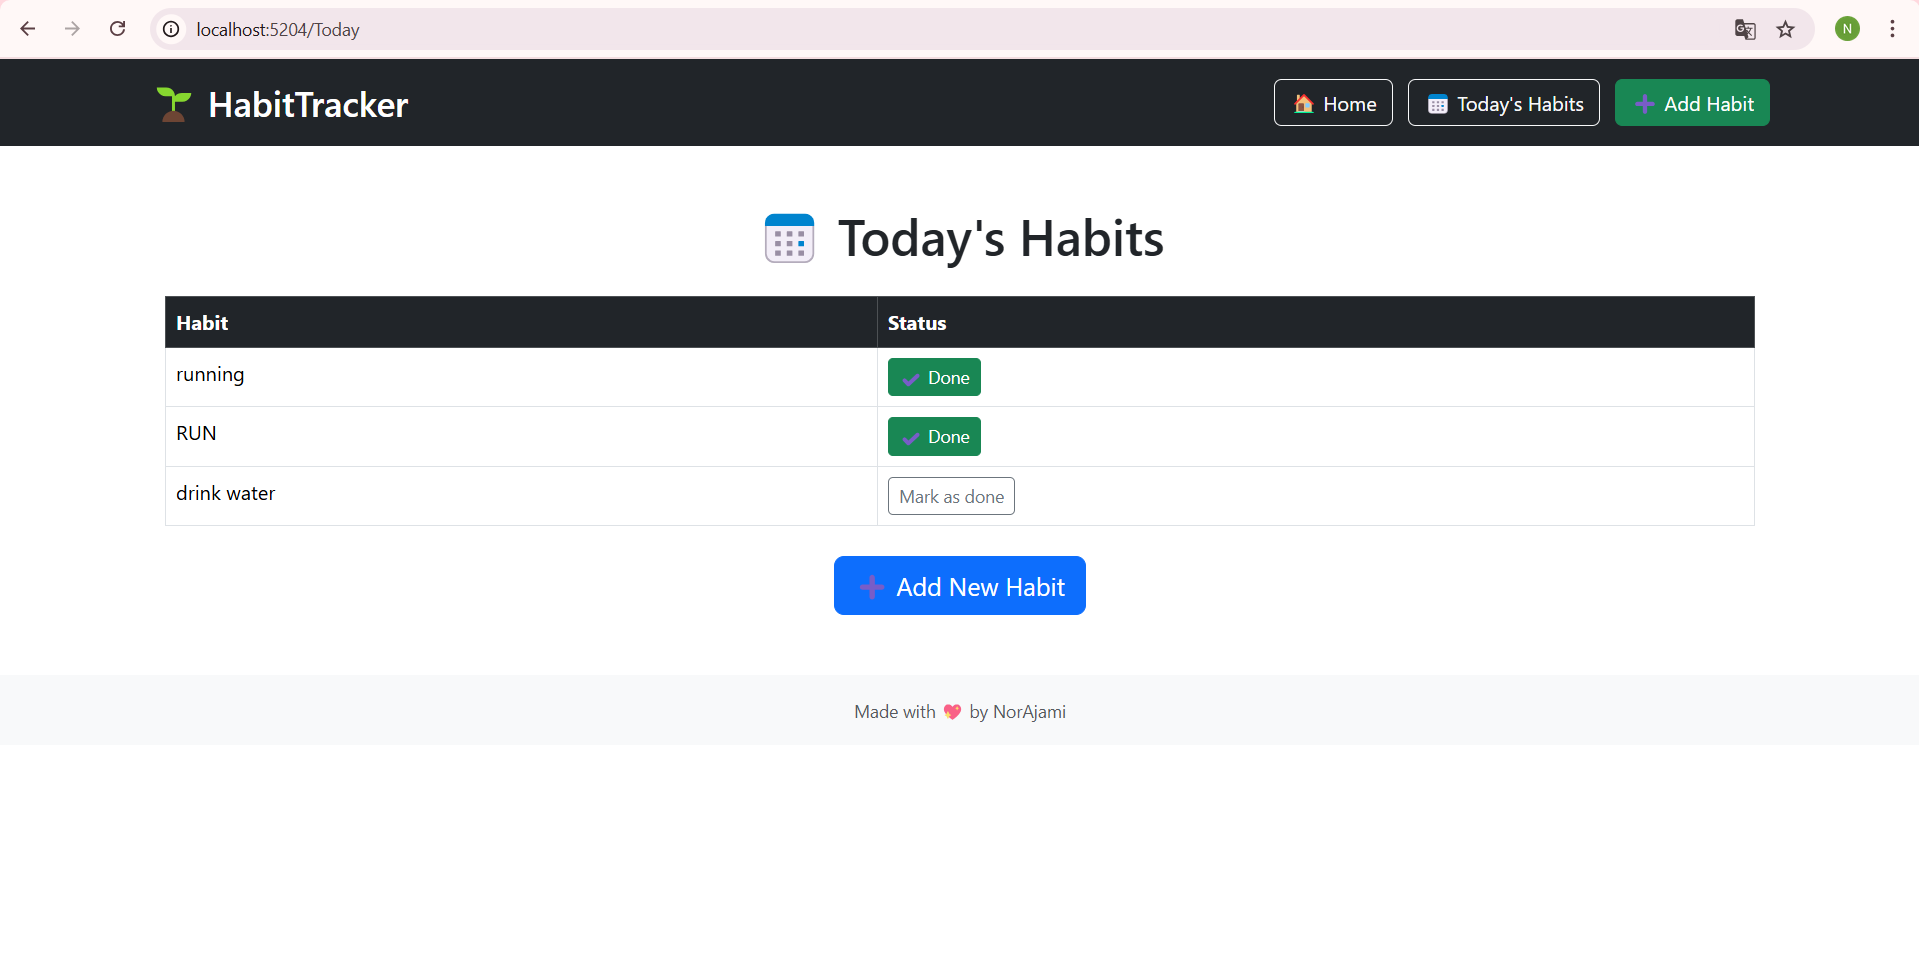 localhost:5204/Today
N
HabitTracker
Home
Today's Habits
Add Habit
Today's Habits
Habit Status
running Done
RUN Done
drink water Mark as done
Add New Habit
Made with 💖 by NorAjami